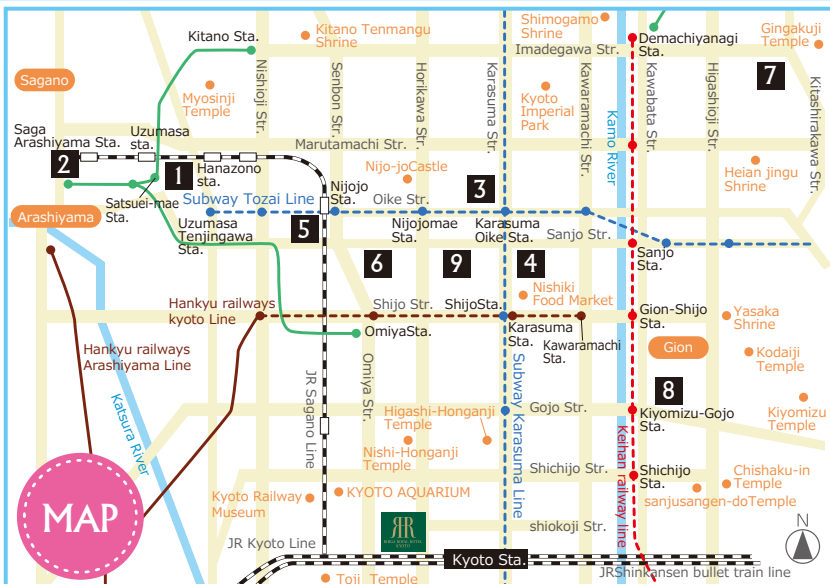 Kitano Sta.
Kitano Tenmangu
Shrine
Shimogamo
Shrine
Imadegawa Str.
Demachiyanagi
Sta.
Gingakuji
Temple
Sagano
Myosinji
Temple
Nishioji Str.
Senbon Str.
Horikawa Str.
Karasuma Str.
Kyoto
Imperial
Park
Kawaramachi Str.
Kamo River
Kawabata Str.
Higashioji Str.
7
Kitashirakawa Str.
Saga
Arashiyama Sta.
Uzumasa
sta.
Marutamachi Str.
2
1
Hanazono
sta.
Nijo-joCastle
3
Heian jingu
Shrine
Satsuei-mae
Sta.
Subway Tozai Line
Nijojo
Sta.
Oike Str.
Arashiyama
Uzumasa
Tenjingawa
Sta.
5
Nijojomae
Sta.
Karasuma
Oike Sta.
Sanjo Str.
Sanjo
Sta.
6
9
4
Nishiki
Food Market
Hankyu railways
kyoto Line
Shijo Str.
ShijoSta.
Karasuma
Sta.
Kawaramachi
Sta.
Gion-Shijo
Sta.
Yasaka
Shrine
OmiyaSta.
Hankyu railways
Arashiyama Line
Gion
Kodaiji
Temple
Katsura River
JR Sagano Line
Omiya Str.
Subway Karasuma Line
8
Higashi-Honganji
Temple
Gojo Str.
Kiyomizu-Gojo
Sta.
Kiyomizu
Temple
Nishi-Honganji
Temple
Keihan railway line
Shichijo Str.
Shichijo
Sta.
Chishaku-in
Temple
sanjusangen-doTemple
MAP
Kyoto Railway
Museum
KYOTO AQUARIUM
RR
shiokoji Str.
N
JR Kyoto Line
Kyoto Sta.
JRShinkansen bullet train line
Toji Temple